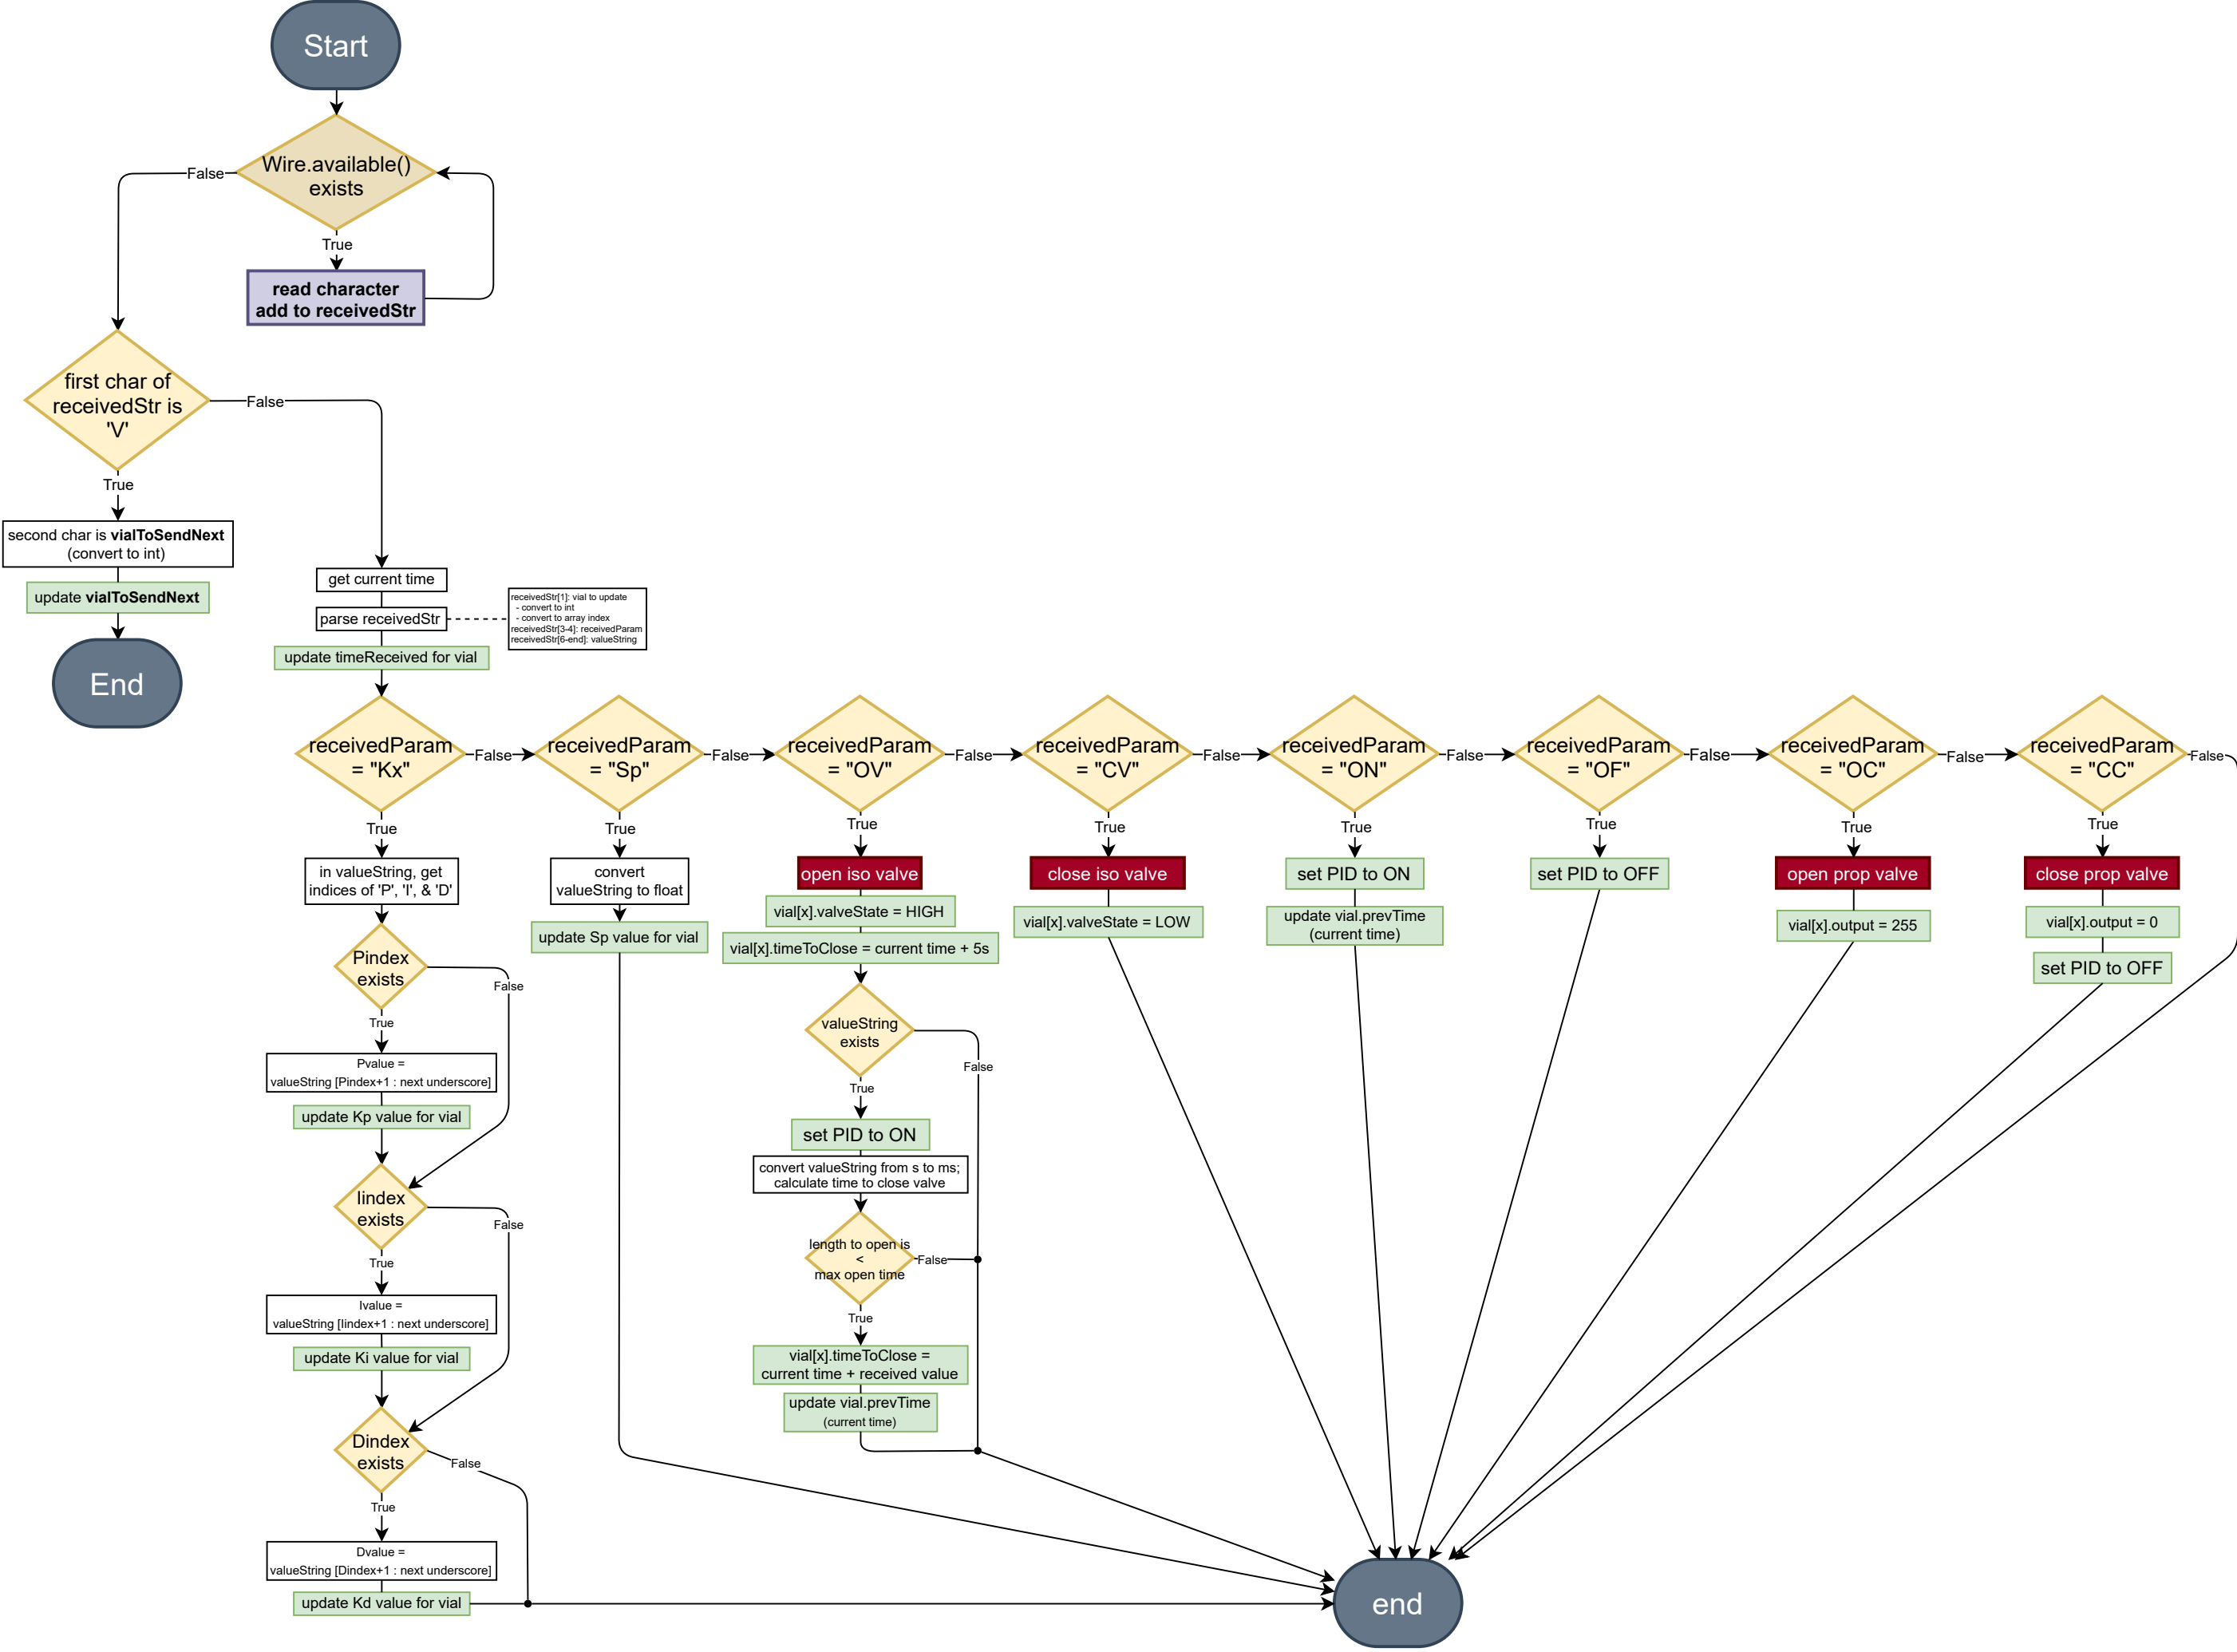 Start
Wire.available()
exists
False
True
read character
add to receivedStr
first char of
receivedStr is
'V'
False
True
second char is vialToSendNext
(convert to int)
update vialToSendNext
End
get current time
parse receivedStr
receivedStr[1]: vial to update
- convert to int
- convert to array index
receivedStr[3-4]: receivedParam
receivedStr[6-end]: valueString
update timeReceived for vial
receivedParam
= "Kx"
False
True
in valueString, get
indices of 'P', 'I', & 'D'
Pindex
exists
False
True
Pvalue =
valueString [Pindex+1 : next underscore]
update Kp value for vial
Iindex
exists
False
True
Ivalue =
valueString [Iindex+1 : next underscore]
update Ki value for vial
Dindex
exists
False
True
Dvalue =
valueString [Dindex+1 : next underscore]
update Kd value for vial
receivedParam
= "Sp"
False
True
convert
valueString to float
update Sp value for vial
receivedParam
= "OV"
False
True
open iso valve
vial[x].valveState = HIGH
vial[x].timeToClose = current time + 5s
valueString
exists
False
True
set PID to ON
convert valueString from s to ms;
calculate time to close valve
length to open is
<
max open time
False
True
vial[x].timeToClose =
current time + received value
update vial.prevTime
(current time)
receivedParam
= "CV"
False
True
close iso valve
vial[x].valveState = LOW
receivedParam
= "ON"
False
True
set PID to ON
update vial.prevTime
(current time)
receivedParam
= "OF"
False
True
set PID to OFF
receivedParam
= "OC"
False
True
open prop valve
vial[x].output = 255
receivedParam
= "CC"
False
True
close prop valve
vial[x].output = 0
set PID to OFF
end